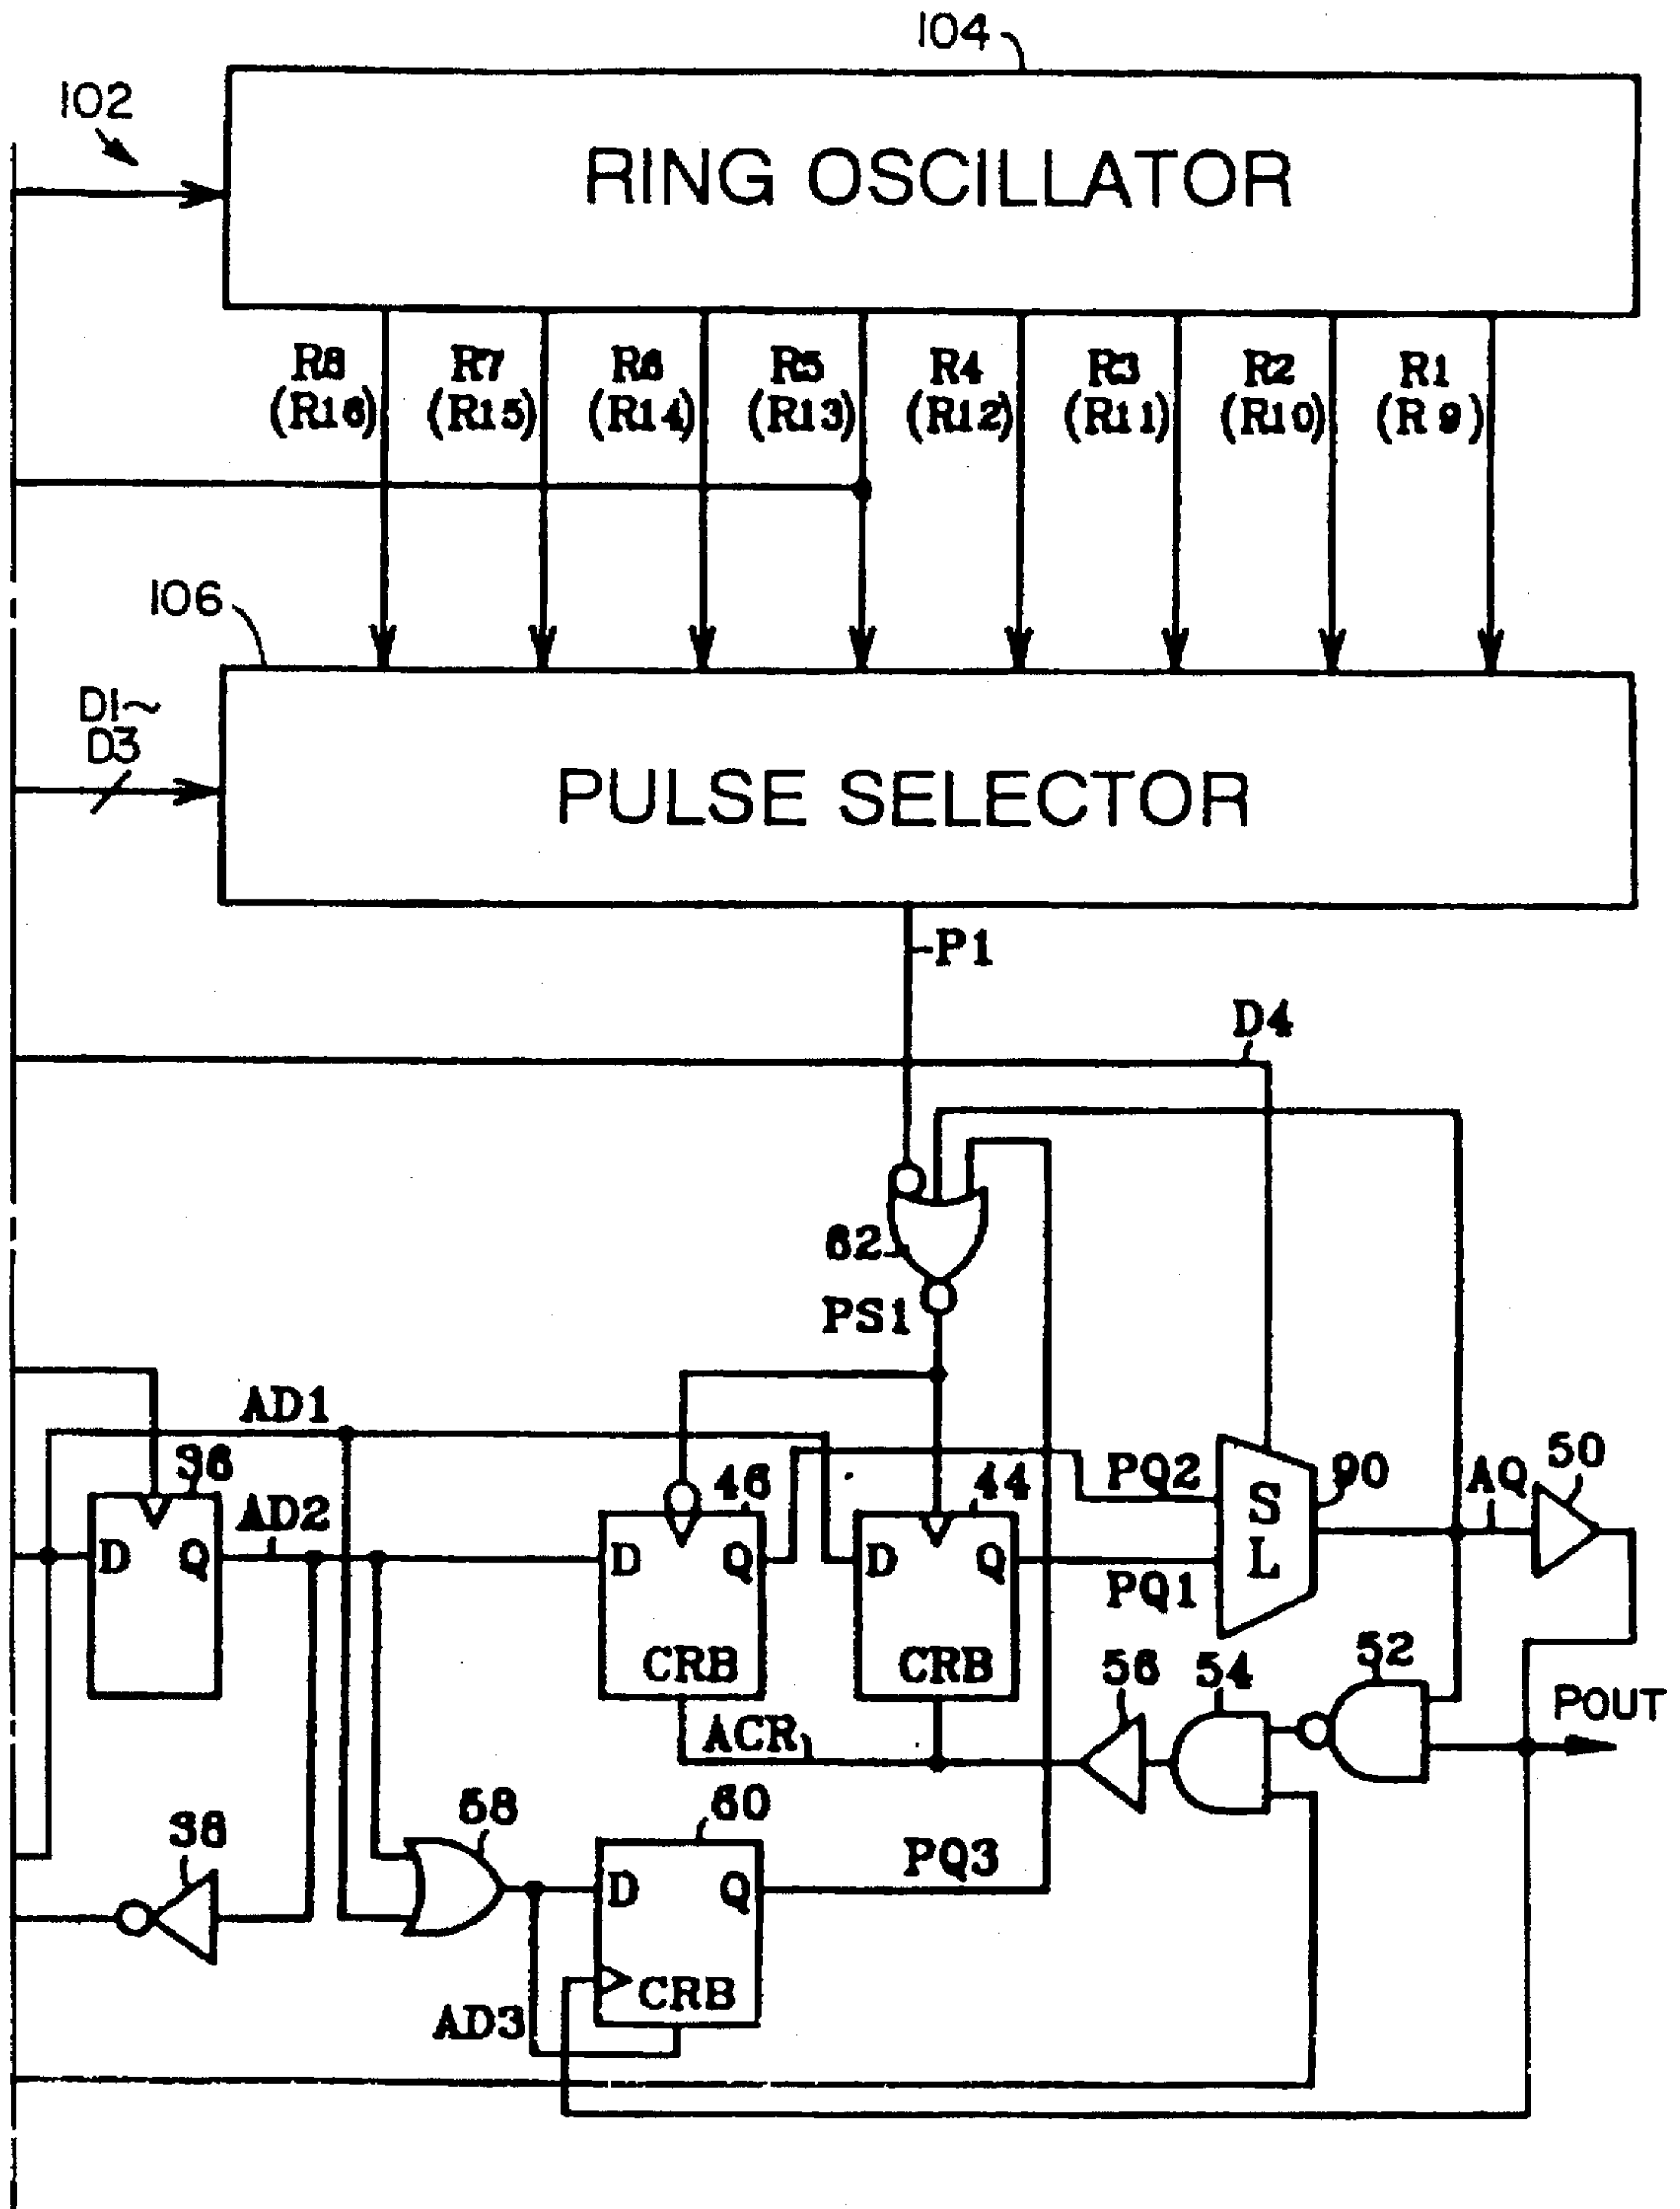 104
102
RING OSCILLATOR
R8 R7 R6 R5 R4 R3 R2 R1
(R16) (R15) (R14) (R13) (R12) (R11) (R10) (R9)
106
D1~
D3
PULSE SELECTOR
P1
D4
62
PS1
AD1
36
46
44
PQ2
90
AQ
50
AD2
S
L
D Q
D Q
D Q
PQ1
CRB
CRB
56
54
52
POUT
ACR
38
58
60
PQ3
D Q
CRB
AD3